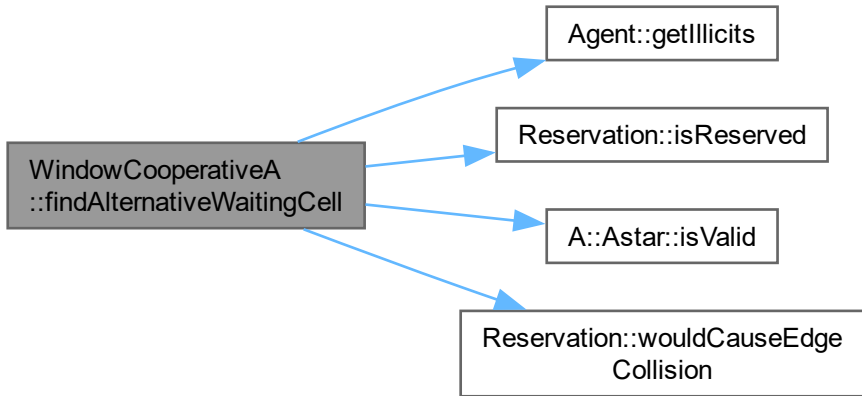 WindowCooperativeA
::findAlternativeWaitingCell
Agent::getIllicits
Reservation::isReserved
A::Astar::isValid
Reservation::wouldCauseEdge
Collision